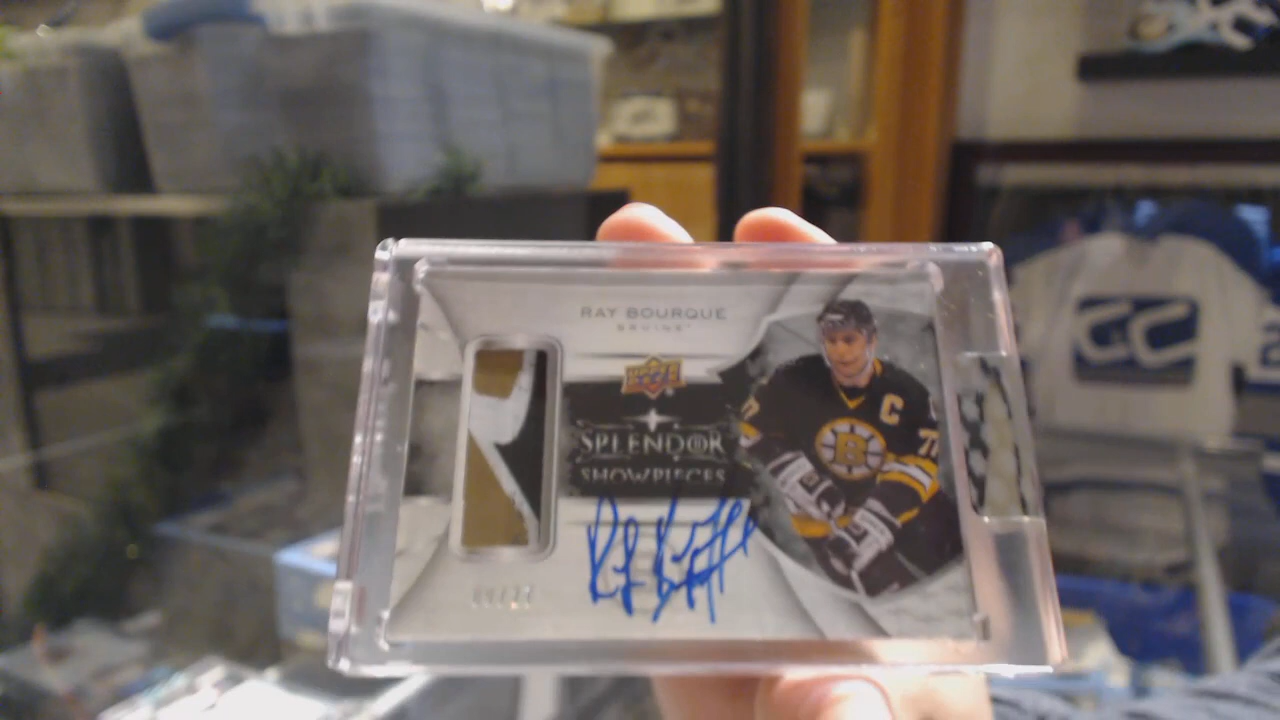 RAY BOURQUE
BRUINS
UPPER DECK
SPLENDOR
SHOWPIECES
C
B